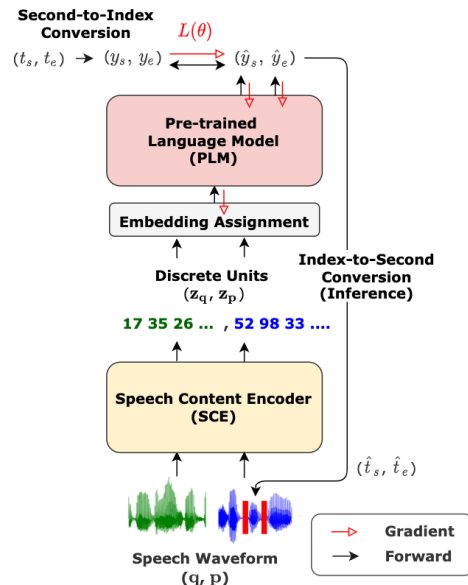 Second-to-Index
Conversion
L(θ)
(t_s, t_e) → (y_s, y_e) ↔ (ŷ_s, ŷ_e)
Pre-trained
Language Model
(PLM)
Embedding Assignment
Discrete Units
(z_q, z_p)
Index-to-Second
Conversion
(Inference)
17 35 26 ... , 52 98 33 ....
Speech Content Encoder
(SCE)
(t̂_s, t̂_e)
Speech Waveform
(q, p)
Gradient
Forward